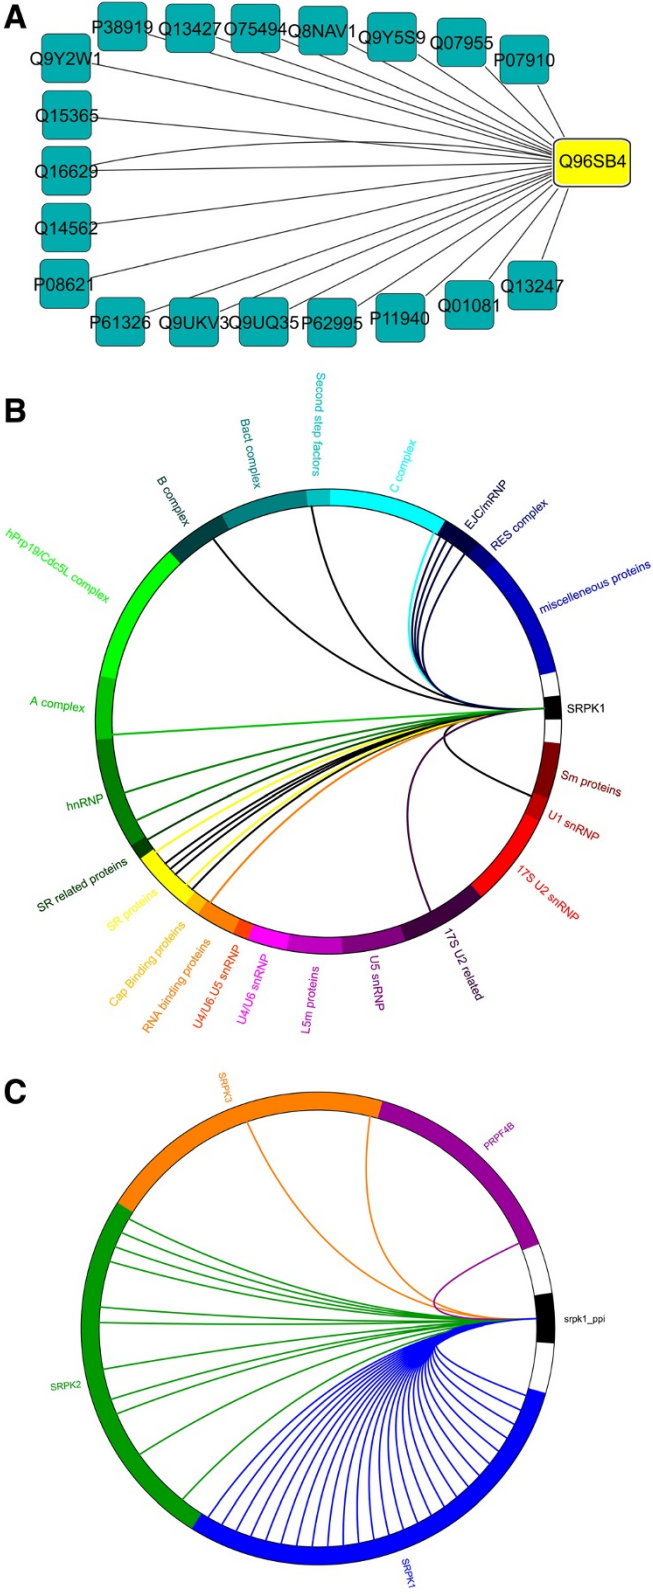 A
P38919 Q13427 O75494 Q8NAV1 Q9Y5S9 Q07955 P07910
Q9Y2W1
Q15365
Q96SB4
Q16629
Q14562
P08621
P61326 Q9UKV3 Q9UQ35 P62995 P11940 Q01081 Q13247
B
Second step factors
Bact complex
C complex
B complex
EJC/mRNP
RES complex
hPrp19/Cdc5L complex
miscelleneous proteins
A complex
SRPK1
Sm proteins
hnRNP
U1 snRNP
SR related proteins
17S U2 snRNP
SR proteins
Cap Binding proteins
RNA binding proteins
U4/U6.U5 snRNP
U4/U6 snRNP
L5m proteins
U5 snRNP
17S U2 related
C
SRPK3
PRPF4B
srpk1_ppi
SRPK2
SRPK1